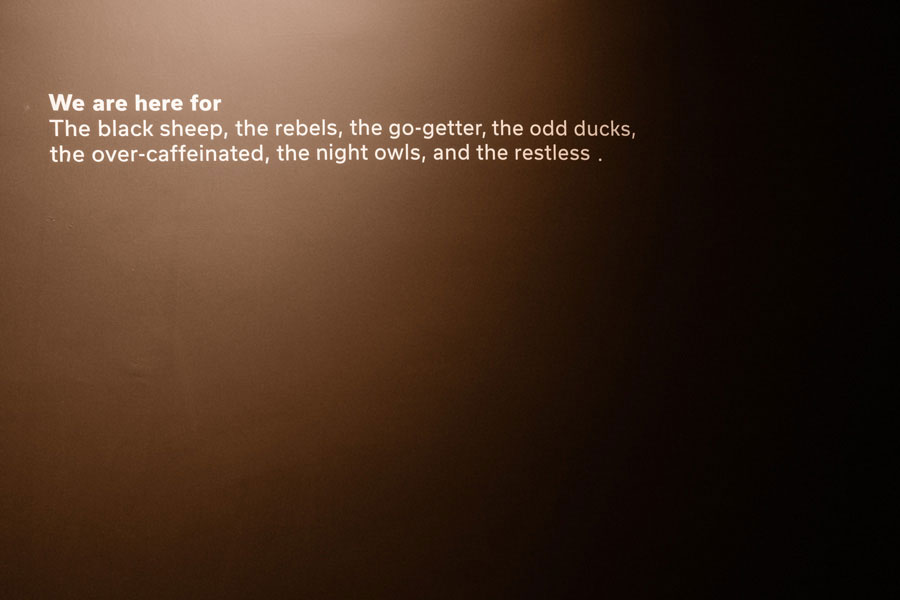 We are here for
The black sheep, the rebels, the go-getter, the odd ducks,
the over-caffeinated, the night owls, and the restless .